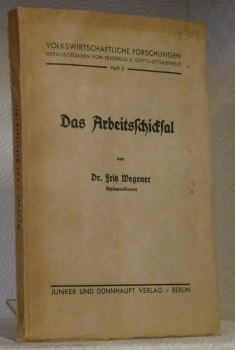 VOLKSWIRTSCHAFTLICHE FORSCHUNGEN
HERAUSGEGEBEN VON FRIEDRICH V. GOTTL-OTTLILIENFELD
Heft 2
Das Arbeitsschicksal
von
Dr. Fritz Wegener
JUNKER UND DÜNNHAUPT VERLAG / BERLIN